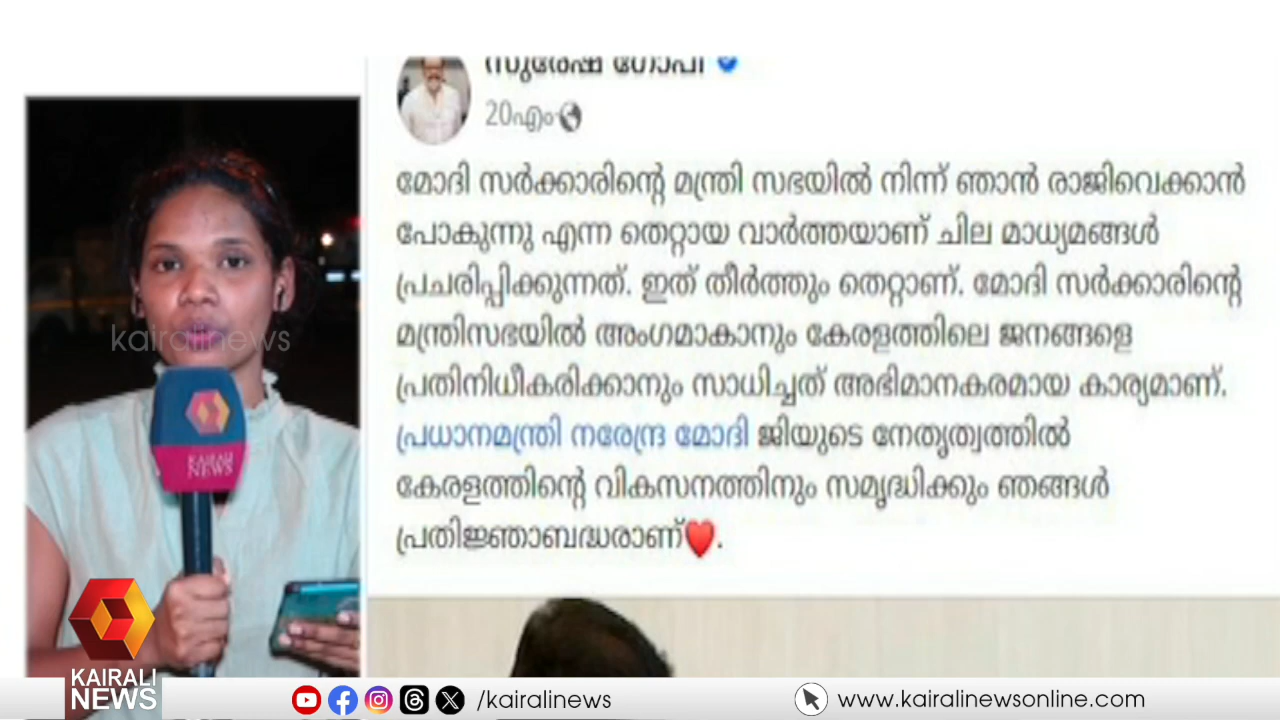 സുരേഷ് ഗോപി
20എം
മോദി സർക്കാരിന്റെ മന്ത്രി സഭയിൽ നിന്ന് ഞാൻ രാജിവെക്കാൻ
പോകുന്നു എന്ന തെറ്റായ വാർത്തയാണ് ചില മാധ്യമങ്ങൾ
പ്രചരിപ്പിക്കുന്നത്. ഇത് തീർത്തും തെറ്റാണ്. മോദി സർക്കാരിന്റെ
മന്ത്രിസഭയിൽ അംഗമാകാനും കേരളത്തിലെ ജനങ്ങളെ
പ്രതിനിധീകരിക്കാനും സാധിച്ചത് അഭിമാനകരമായ കാര്യമാണ്.
പ്രധാനമന്ത്രി നരേന്ദ്ര മോദി ജിയുടെ നേതൃത്വത്തിൽ
കേരളത്തിന്റെ വികസനത്തിനും സമൃദ്ധിക്കും ഞങ്ങൾ
പ്രതിജ്ഞാബദ്ധരാണ്♥️.
kairalinews
KAIRALI
NEWS
KAIRALI
NEWS
/kairalinews
www.kairalinewsonline.com